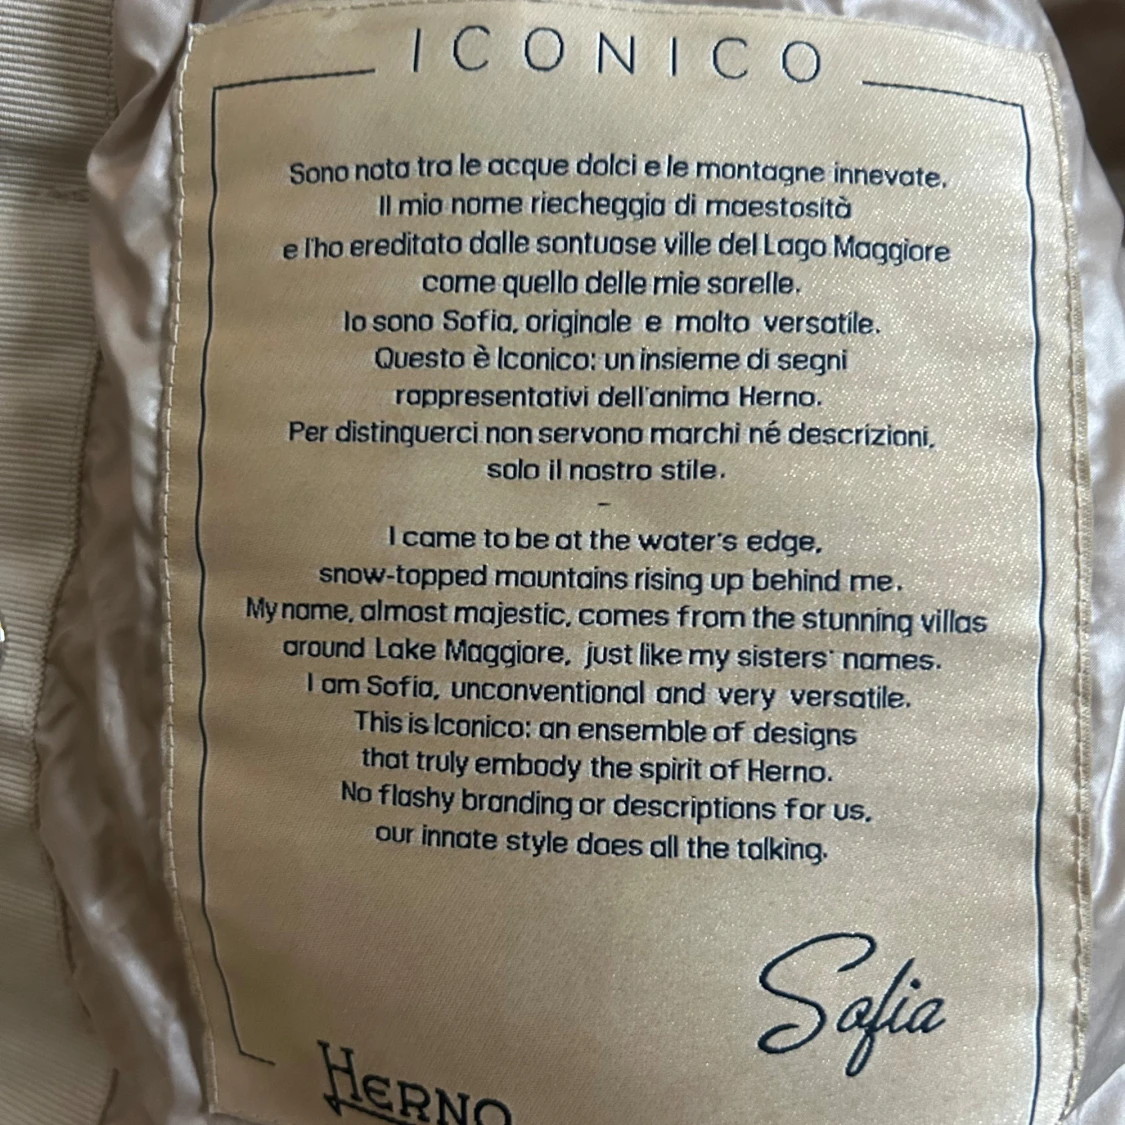 ICONICO
Sono nata tra le acque dolci e le montagne innevate.
Il mio nome riecheggia di maestosità
e l'ho ereditato dalle sontuose ville del Lago Maggiore
come quello delle mie sorelle.
Io sono Sofia, originale e molto versatile.
Questo è Iconico: un insieme di segni
rappresentativi dell'anima Herno.
Per distinguerci non servono marchi né descrizioni,
solo il nostro stile.
-
I came to be at the water's edge,
snow-topped mountains rising up behind me.
My name, almost majestic, comes from the stunning villas
around Lake Maggiore, just like my sisters' names.
I am Sofia, unconventional and very versatile.
This is Iconico: an ensemble of designs
that truly embody the spirit of Herno.
No flashy branding or descriptions for us,
our innate style does all the talking.
Sofia
HERNO